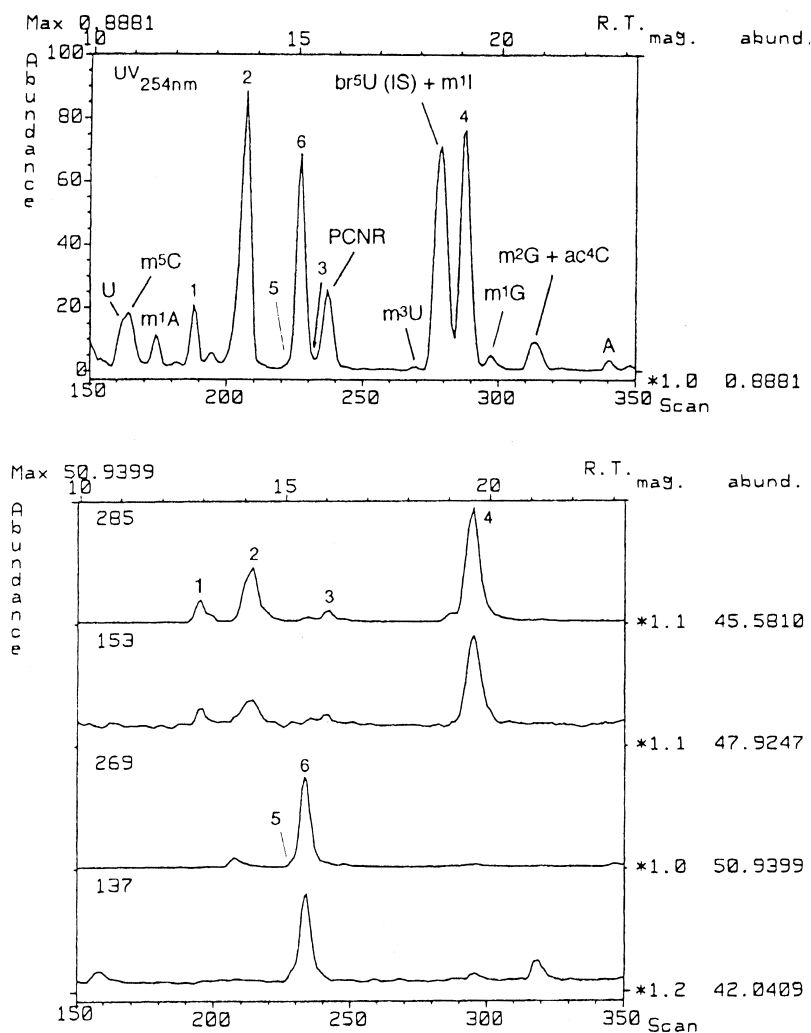 Max 0.8881
10 15 20 R.T. mag. abund.
Abundance
100
80
60
40
20
0
UV254nm
2
br⁵U (IS) + m¹I
6
4
PCNR
3
m²G + ac⁴C
U
m⁵C
m¹A
1
5
m³U
m¹G
A
*1.0 0.8881
150 200 250 300 350
Scan
Max 50.9399
10 15 20 R.T. mag. abund.
Abundance
285
1
2
3
4
*1.1 45.5810
153
*1.1 47.9247
269
6
5
*1.0 50.9399
137
*1.2 42.0409
150 200 250 300 350 Scan